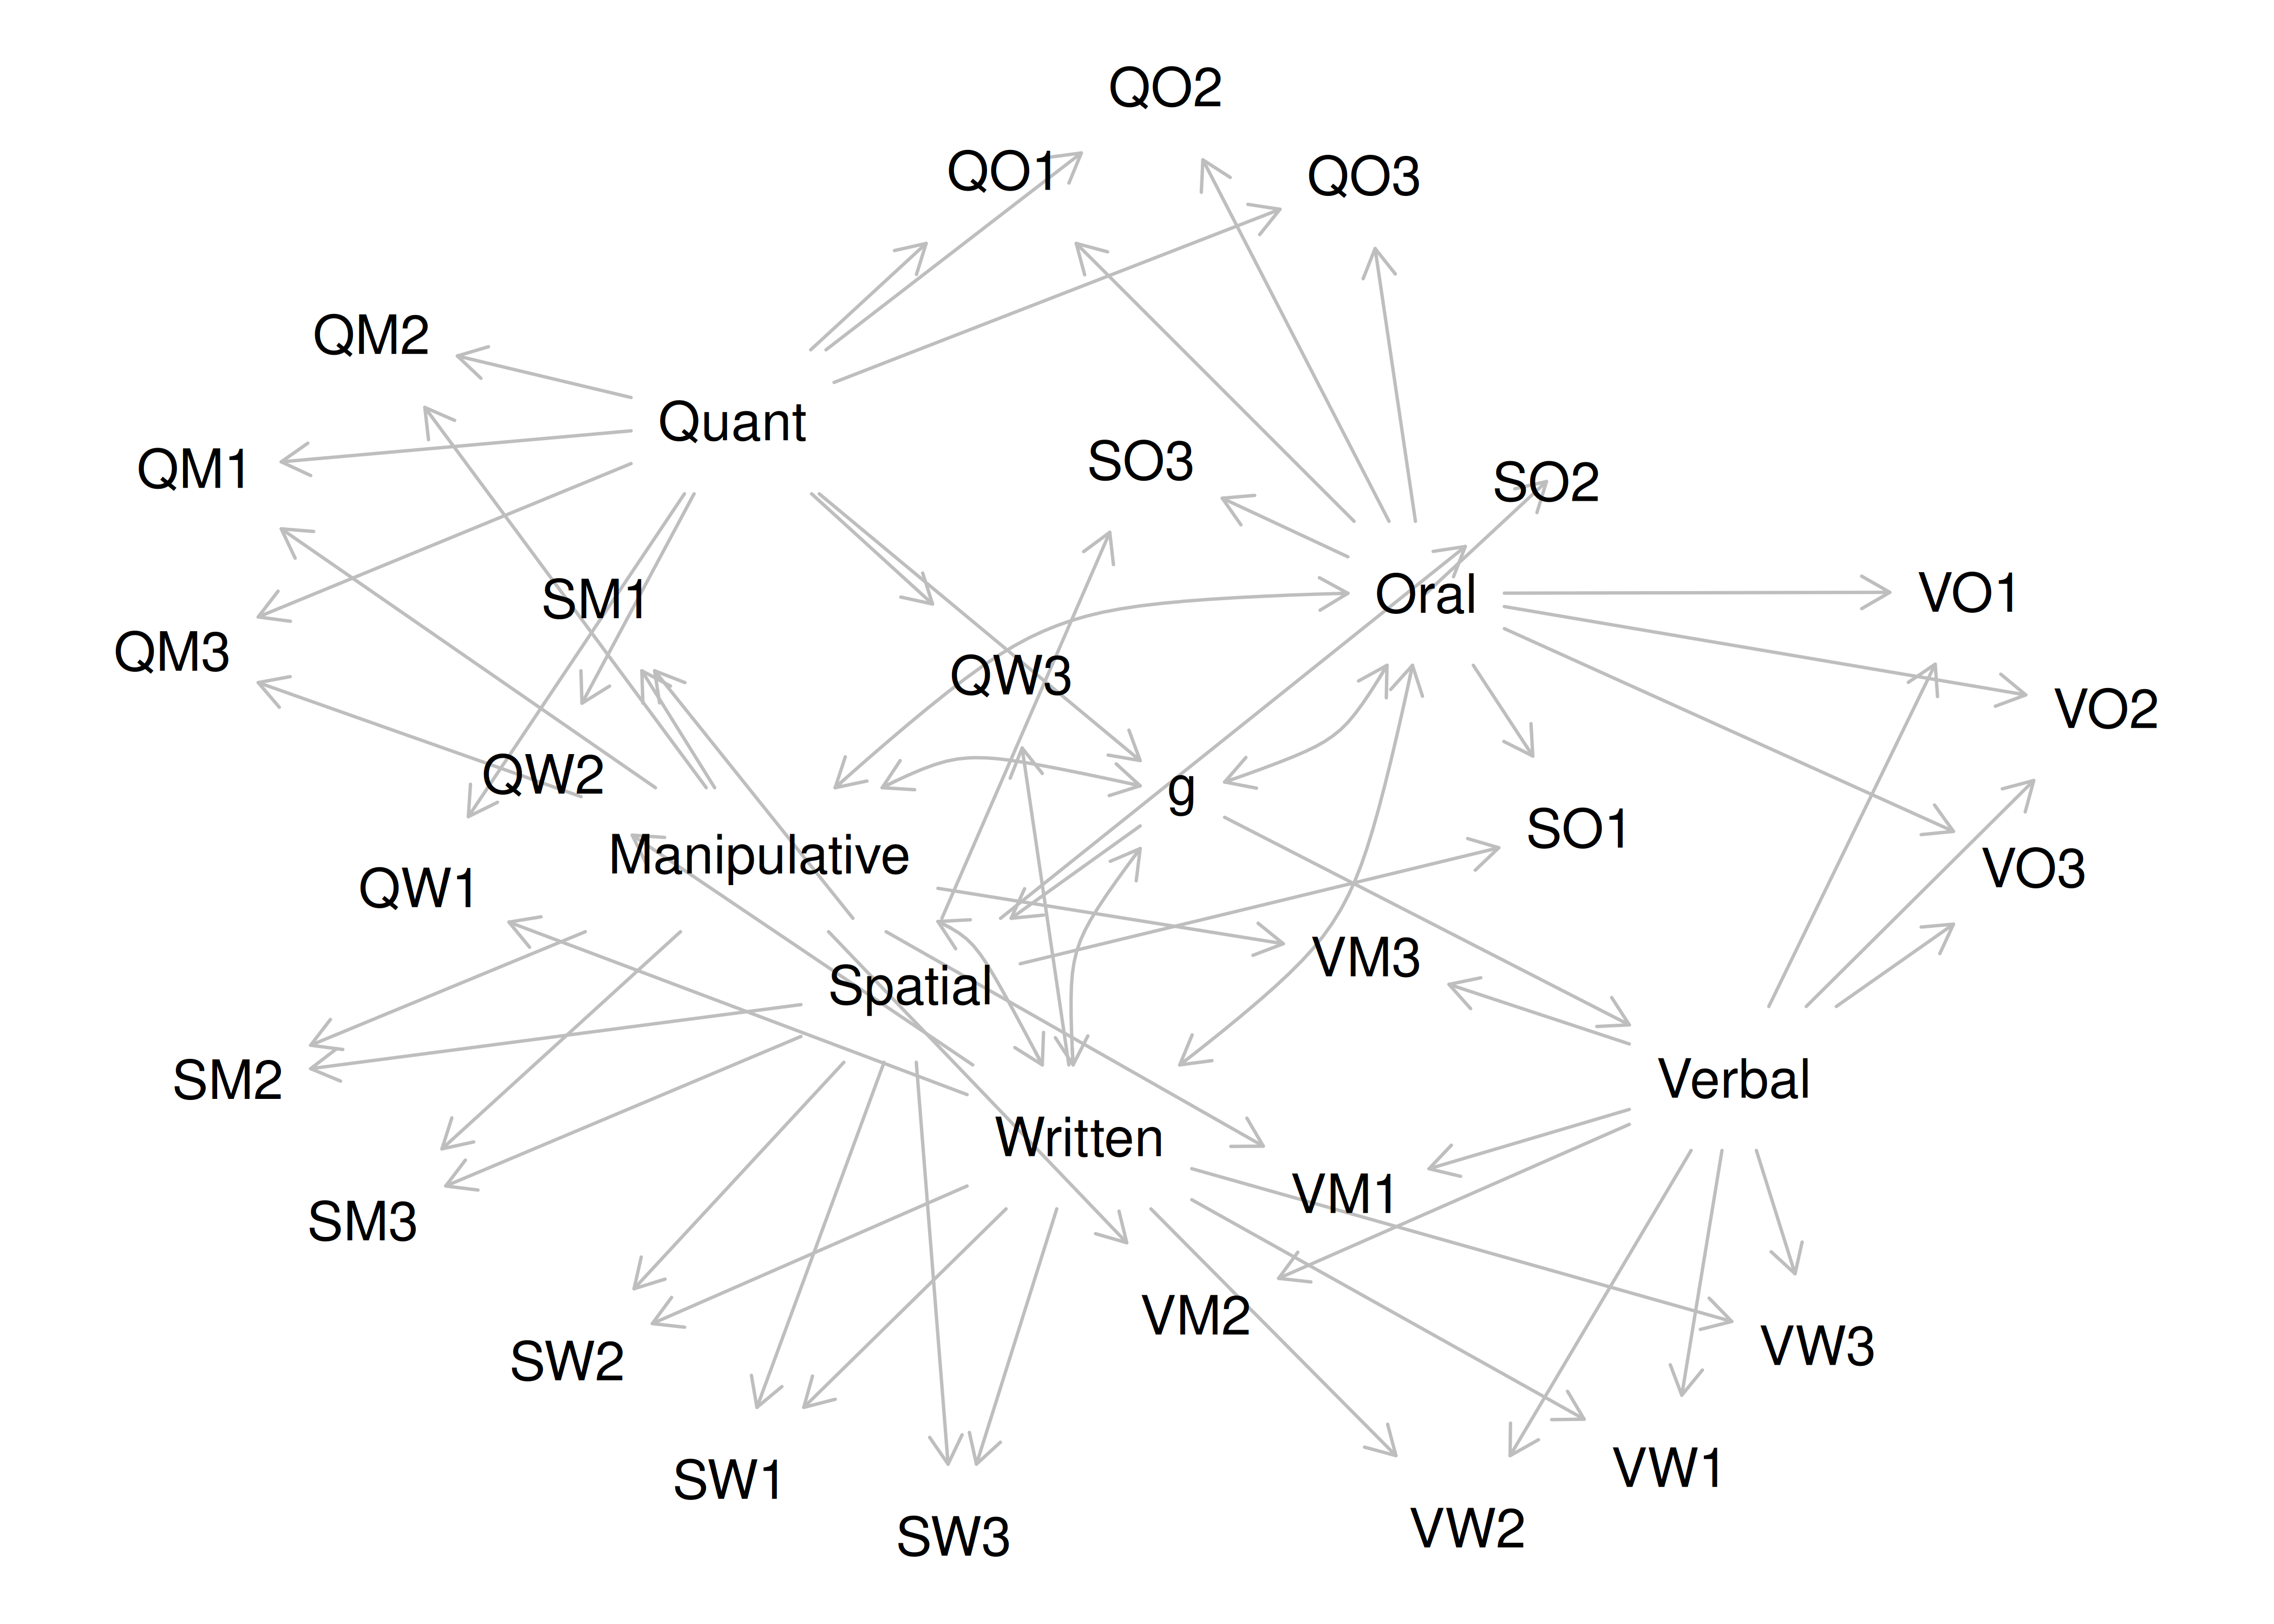 QO2
QO1
QO3
QM2
Quant
SO3
QM1
SO2
SM1
Oral
VO1
QM3
QW3
VO2
QW2
g
SO1
Manipulative
VO3
QW1
VM3
Spatial
SM2
Verbal
Written
VM1
SM3
VM2
VW3
SW2
VW1
SW1
VW2
SW3